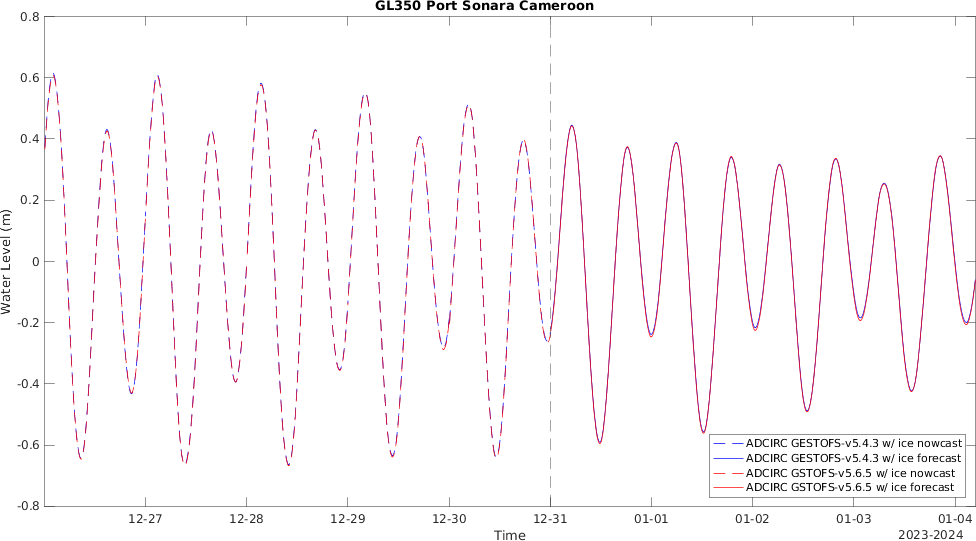 GL350 Port Sonara Cameroon
0.8
0.6
0.4
0.2
0
-0.2
-0.4
-0.6
-0.8
Water Level (m)
ADCIRC GESTOFS-v5.4.3 w/ ice nowcast
ADCIRC GESTOFS-v5.4.3 w/ ice forecast
ADCIRC GSTOFS-v5.6.5 w/ ice nowcast
ADCIRC GSTOFS-v5.6.5 w/ ice forecast
12-27 12-28 12-29 12-30 12-31 01-01 01-02 01-03 01-04
Time
2023-2024